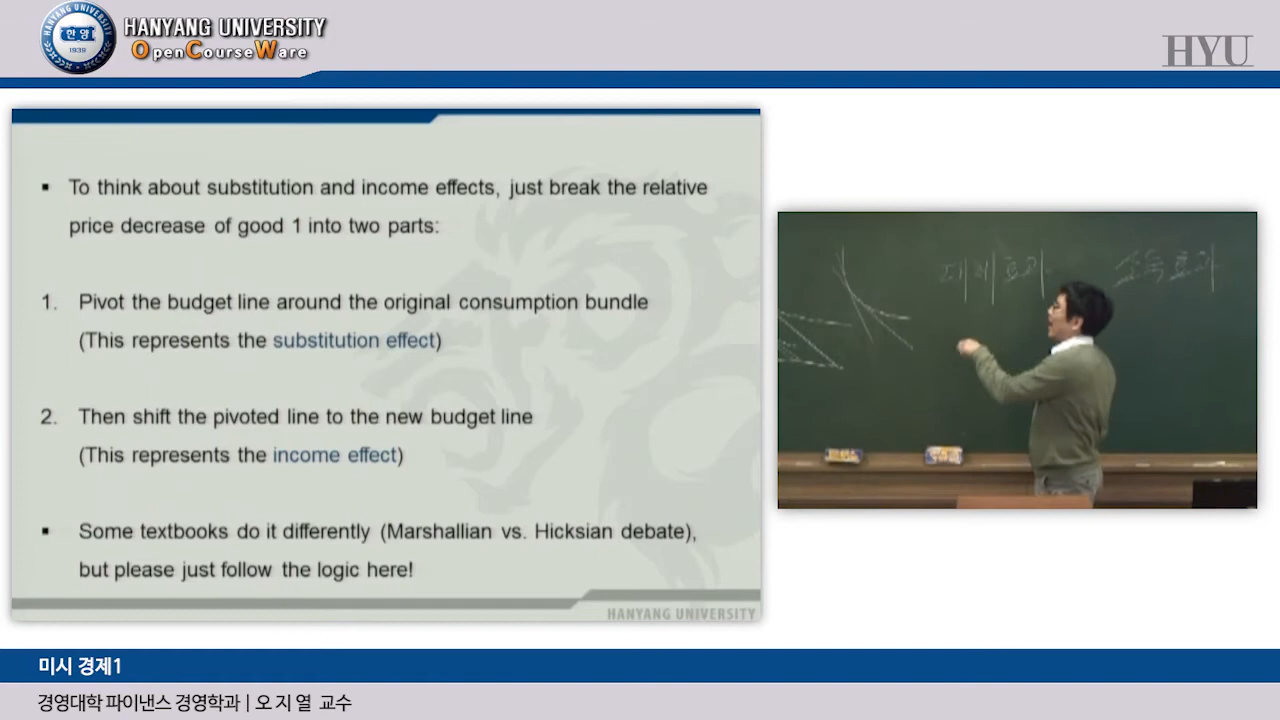 HANYANG UNIVERSITY
OpenCourseWare
한양
1939
HYU
▪ To think about substitution and income effects, just break the relative
price decrease of good 1 into two parts:
1. Pivot the budget line around the original consumption bundle
(This represents the substitution effect)
2. Then shift the pivoted line to the new budget line
(This represents the income effect)
▪ Some textbooks do it differently (Marshallian vs. Hicksian debate),
but please just follow the logic here!
HANYANG UNIVERSITY
대체효과 소득효과
미시 경제1
경영대학 파이낸스 경영학과 | 오 지 열 교수